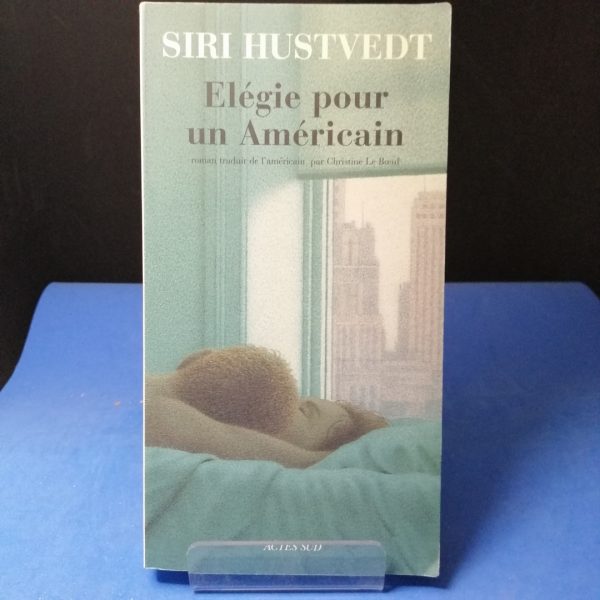 SIRI HUSTVEDT
Elégie pour
un Américain
roman traduit de l'américain par Christine Le Bœuf
ACTES SUD